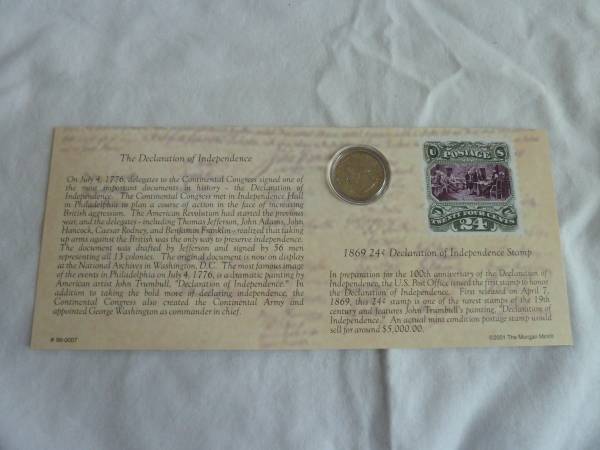 The Declaration of Independence
On July 4, 1776, delegates to the Continental Congress signed one of
the most important documents in history – the Declaration of
Independence. The Continental Congress met in Independence Hall
in Philadelphia to plan a course of action in the face of increasing
British aggression. The American Revolution had started the previous
year, and the delegates - including Thomas Jefferson, John Adams, John
Hancock, Caesar Rodney, and Benjamin Franklin - realized that taking
up arms against the British was the only way to preserve independence.
The document was drafted by Jefferson and signed by 56 men
representing all 13 colonies. The original document is now on display
at the National Archives in Washington, D.C. The most famous image
of the events in Philadelphia on July 4, 1776, is a dramatic painting by
American artist John Trumbull, "Declaration of Independence." In
addition to taking the bold move of declaring independence, the
Continental Congress also created the Continental Army and
appointed George Washington as commander in chief.
U S
POSTAGE
TWENTY FOUR CENTS
24
1869 24¢ Declaration of Independence Stamp
In preparation for the 100th anniversary of the Declaration of
Independence, the U.S. Post Office issued the first stamp to honor
the Declaration of Independence. First released on April 7,
1869, this 24¢ stamp is one of the rarest stamps of the 19th
century and features John Trumbull's painting, "Declaration of
Independence." An actual mint condition postage stamp would
sell for around $5,000.00.
©2001 The Morgan Mint®